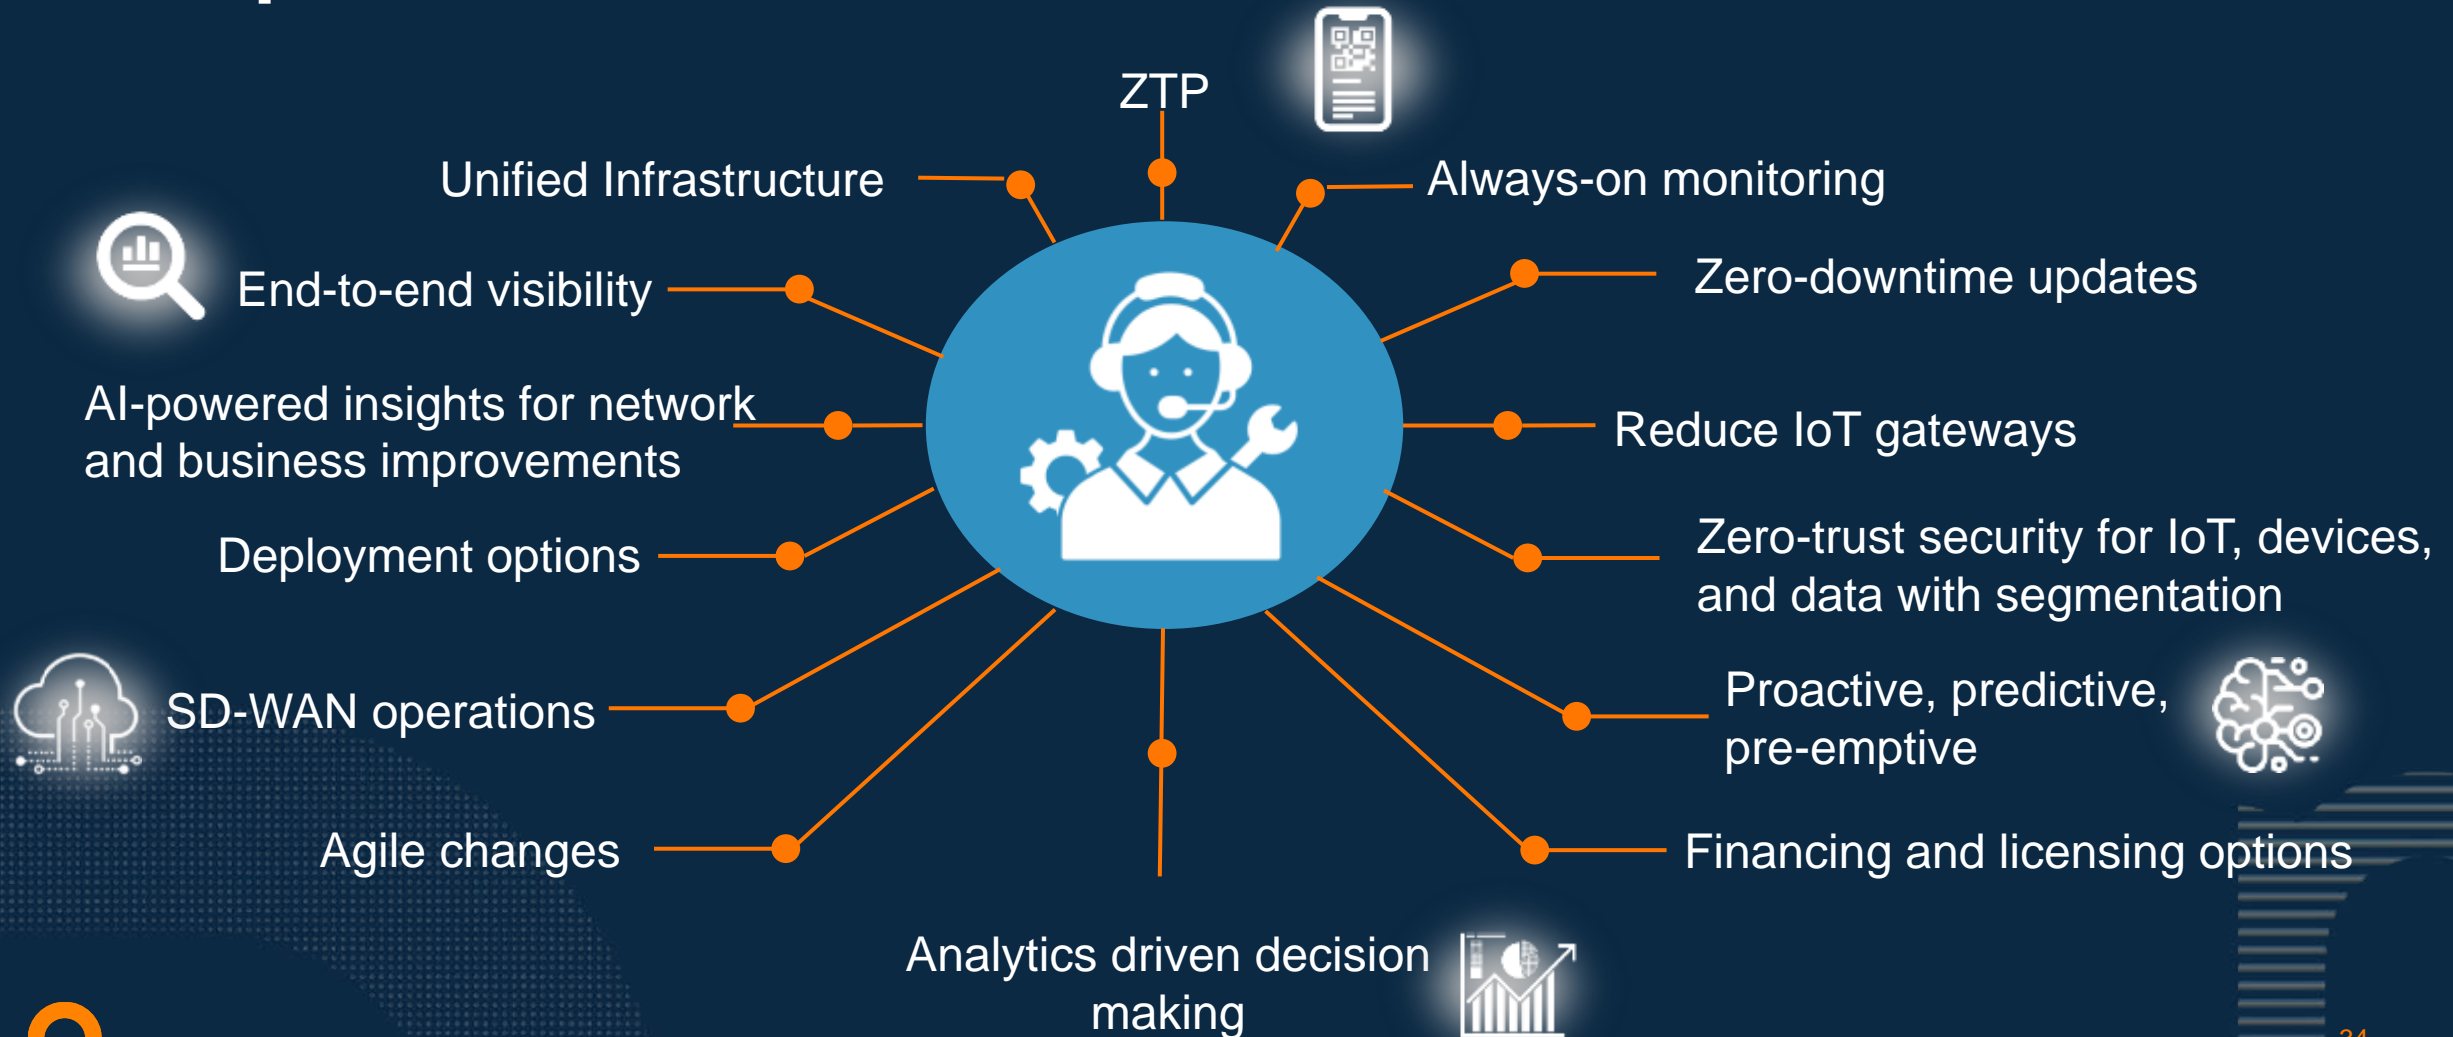 ZTP
Unified Infrastructure
Always-on monitoring
End-to-end visibility
Zero-downtime updates
AI-powered insights for network
and business improvements
Reduce IoT gateways
Deployment options
Zero-trust security for IoT, devices,
and data with segmentation
SD-WAN operations
Proactive, predictive,
pre-emptive
Agile changes
Financing and licensing options
Analytics driven decision
making